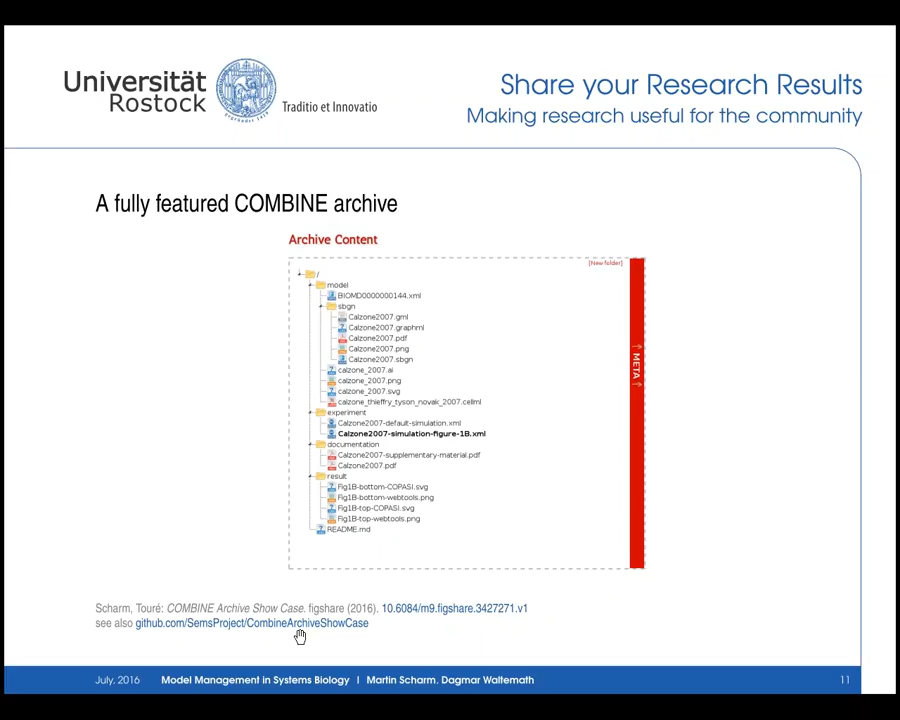 Universität
Rostock
Traditio et Innovatio
Share your Research Results
Making research useful for the community
A fully featured COMBINE archive
Archive Content
[New folder]
/
model
BIOMD0000000144.xml
sbgn
Calzone2007.gml
Calzone2007.graphml
Calzone2007.pdf
Calzone2007.png
Calzone2007.sbgn
calzone_2007.ai
calzone_2007.png
calzone_2007.svg
calzone_thieffry_tyson_novak_2007.cellml
experiment
Calzone2007-default-simulation.xml
Calzone2007-simulation-figure-1B.xml
documentation
Calzone2007-supplementary-material.pdf
Calzone2007.pdf
result
Fig1B-bottom-COPASI.svg
Fig1B-bottom-webtools.png
Fig1B-top-COPASI.svg
Fig1B-top-webtools.png
README.md
↑ META ↑
Scharm, Touré: COMBINE Archive Show Case. figshare (2016). 10.6084/m9.figshare.3427271.v1
see also github.com/SemsProject/CombineArchiveShowCase
July, 2016 Model Management in Systems Biology | Martin Scharm, Dagmar Waltemath 11